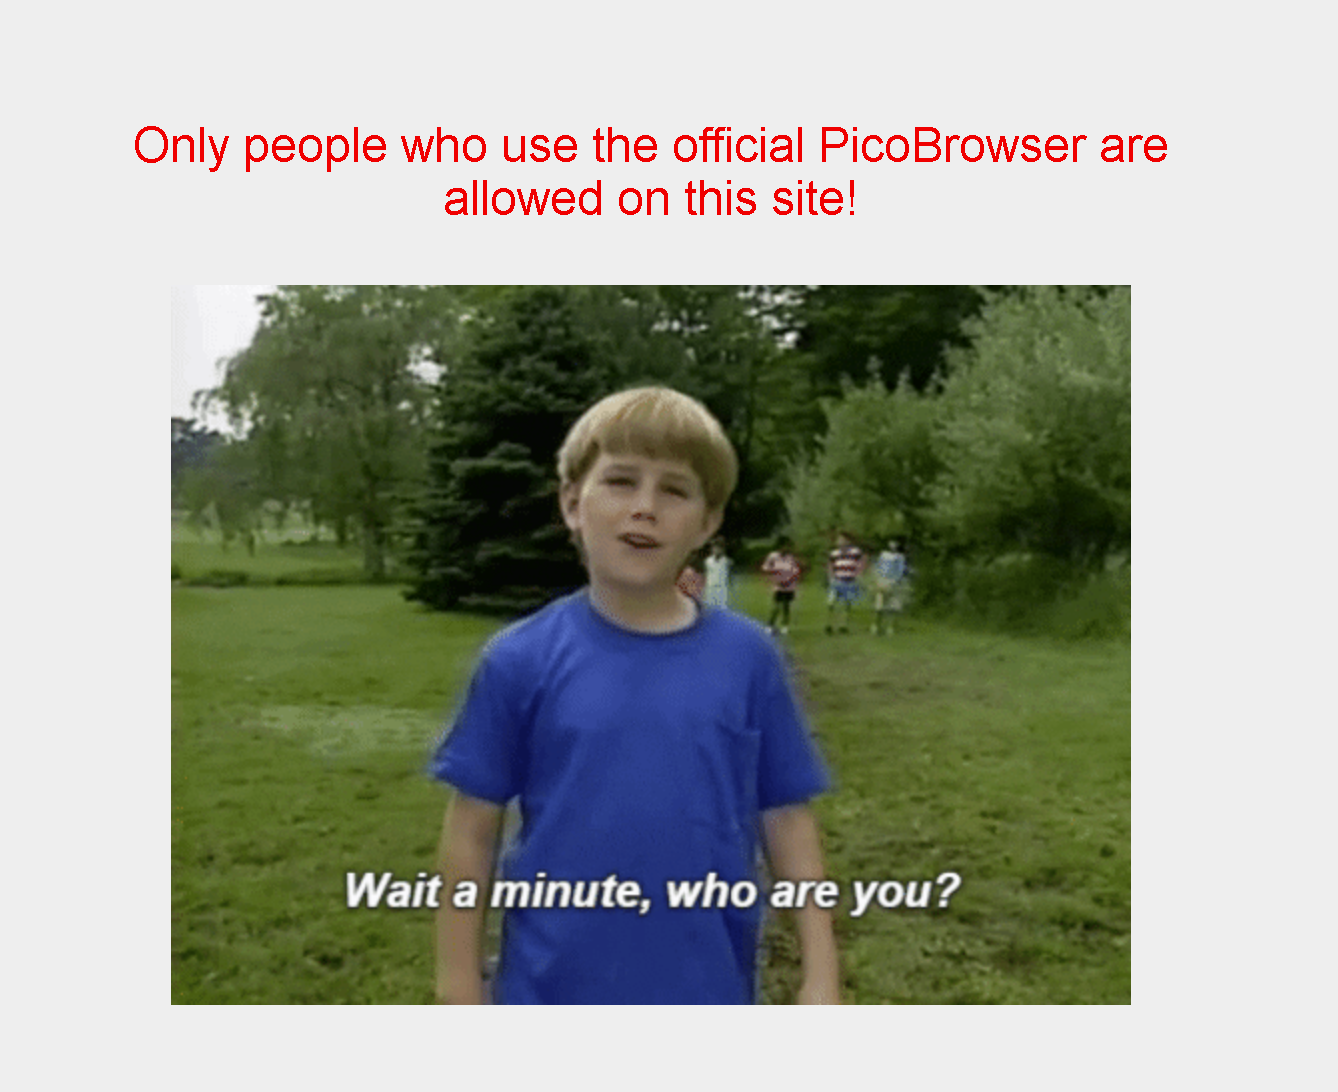 Only people who use the official PicoBrowser are
allowed on this site!
Wait a minute, who are you?